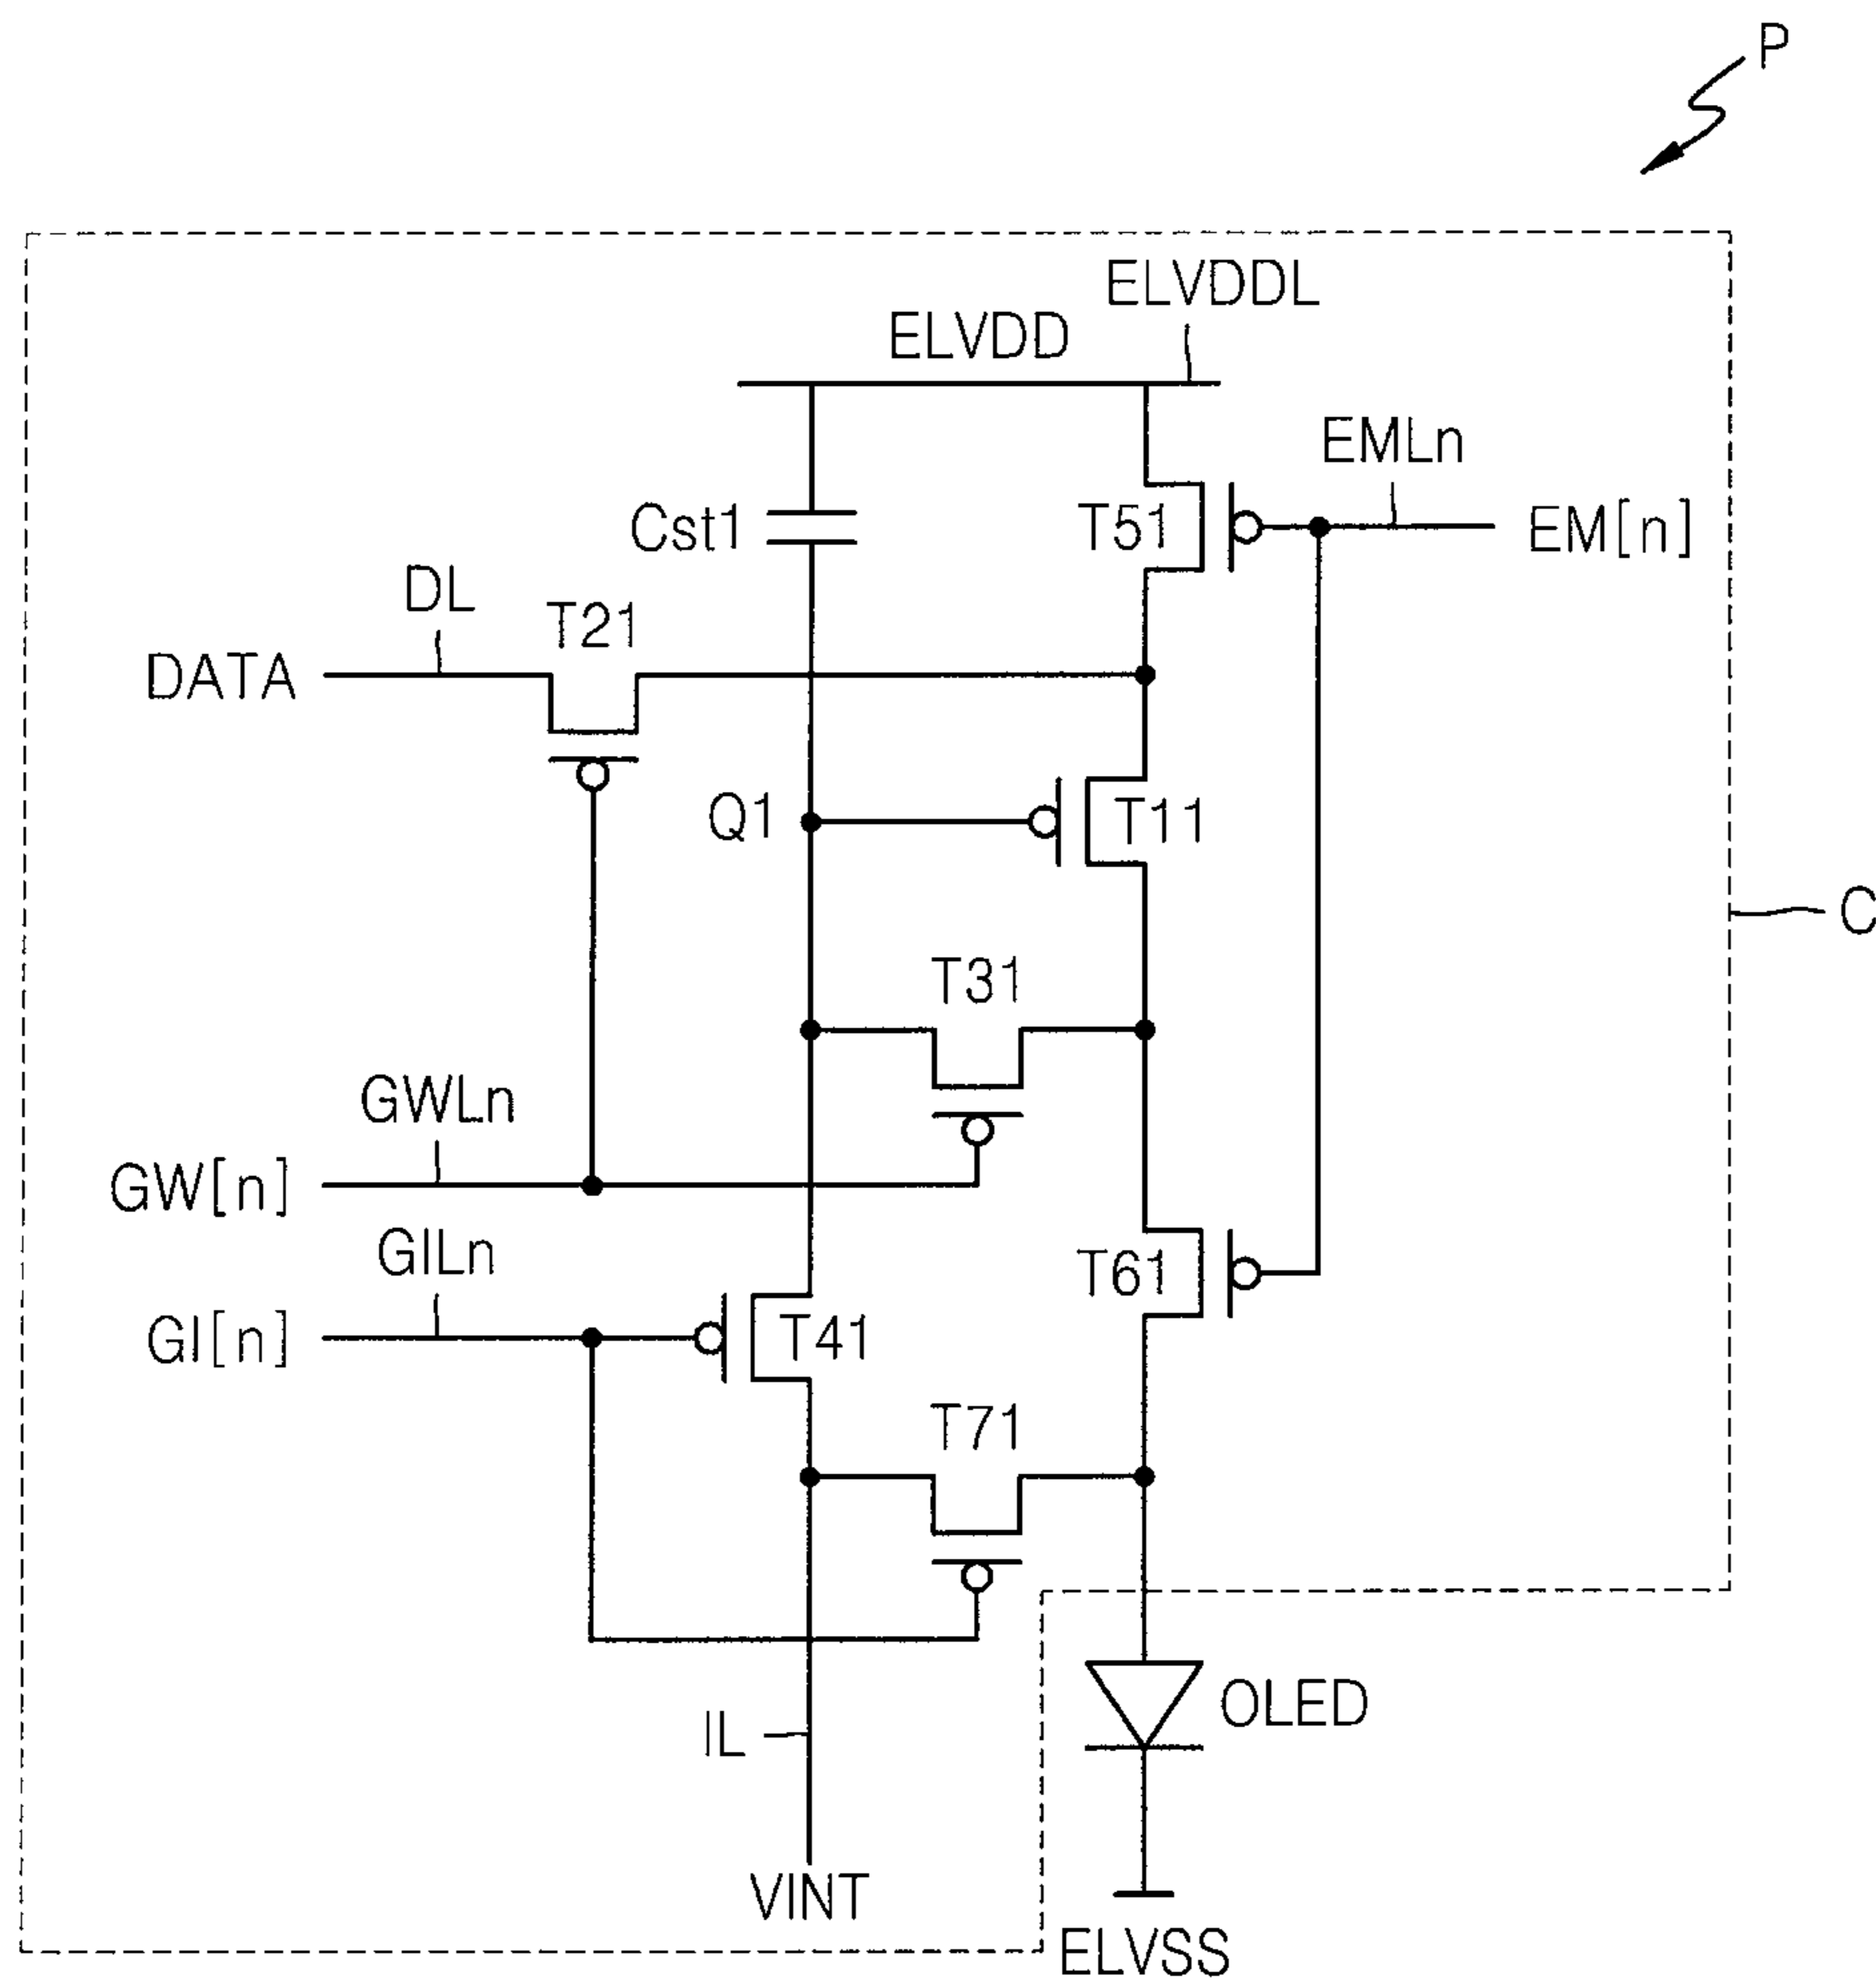 P
ELVDDL
ELVDD
EMLn
Cst1
T51
EM[n]
DL
T21
DATA
Q1
T11
C
T31
GWLn
GW[n]
GILn
T61
GI[n]
T41
T71
OLED
IL
VINT
ELVSS